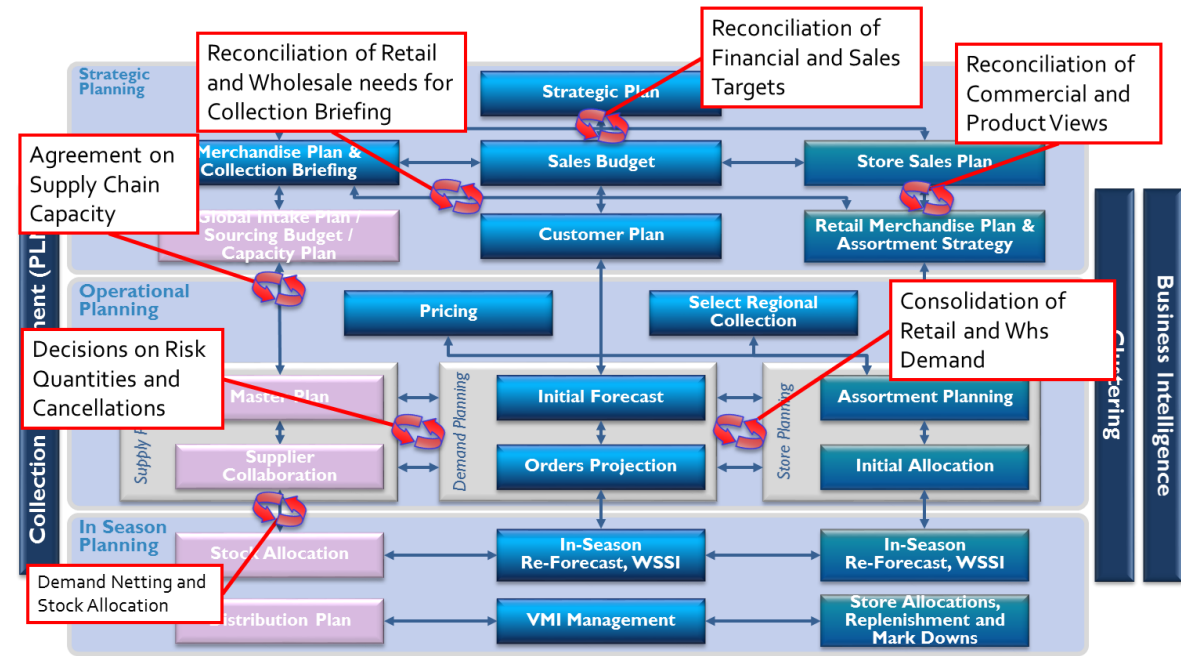 Reconciliation of Retail
and Wholesale needs for
Collection Briefing
Reconciliation of
Financial and Sales
Targets
Reconciliation of
Commercial and
Product Views
Agreement on
Supply Chain
Capacity
Strategic
Planning
Strategic Plan
Merchandise Plan &
Collection Briefing
Sales Budget
Store Sales Plan
Global Intake Plan /
Sourcing Budget /
Capacity Plan
Customer Plan
Retail Merchandise Plan &
Assortment Strategy
Operational
Planning
Pricing
Select Regional
Collection
Consolidation of
Retail and Whs
Demand
Decisions on Risk
Quantities and
Cancellations
Master Plan
Initial Forecast
Assortment Planning
Supplier
Collaboration
Orders Projection
Initial Allocation
Supply
Demand Planning
Store Planning
In Season
Planning
Stock Allocation
In-Season
Re-Forecast, WSSI
In-Season
Re-Forecast, WSSI
Demand Netting and
Stock Allocation
Distribution Plan
VMI Management
Store Allocations,
Replenishment and
Mark Downs
Collection
(PL
Clustering
Business Intelligence